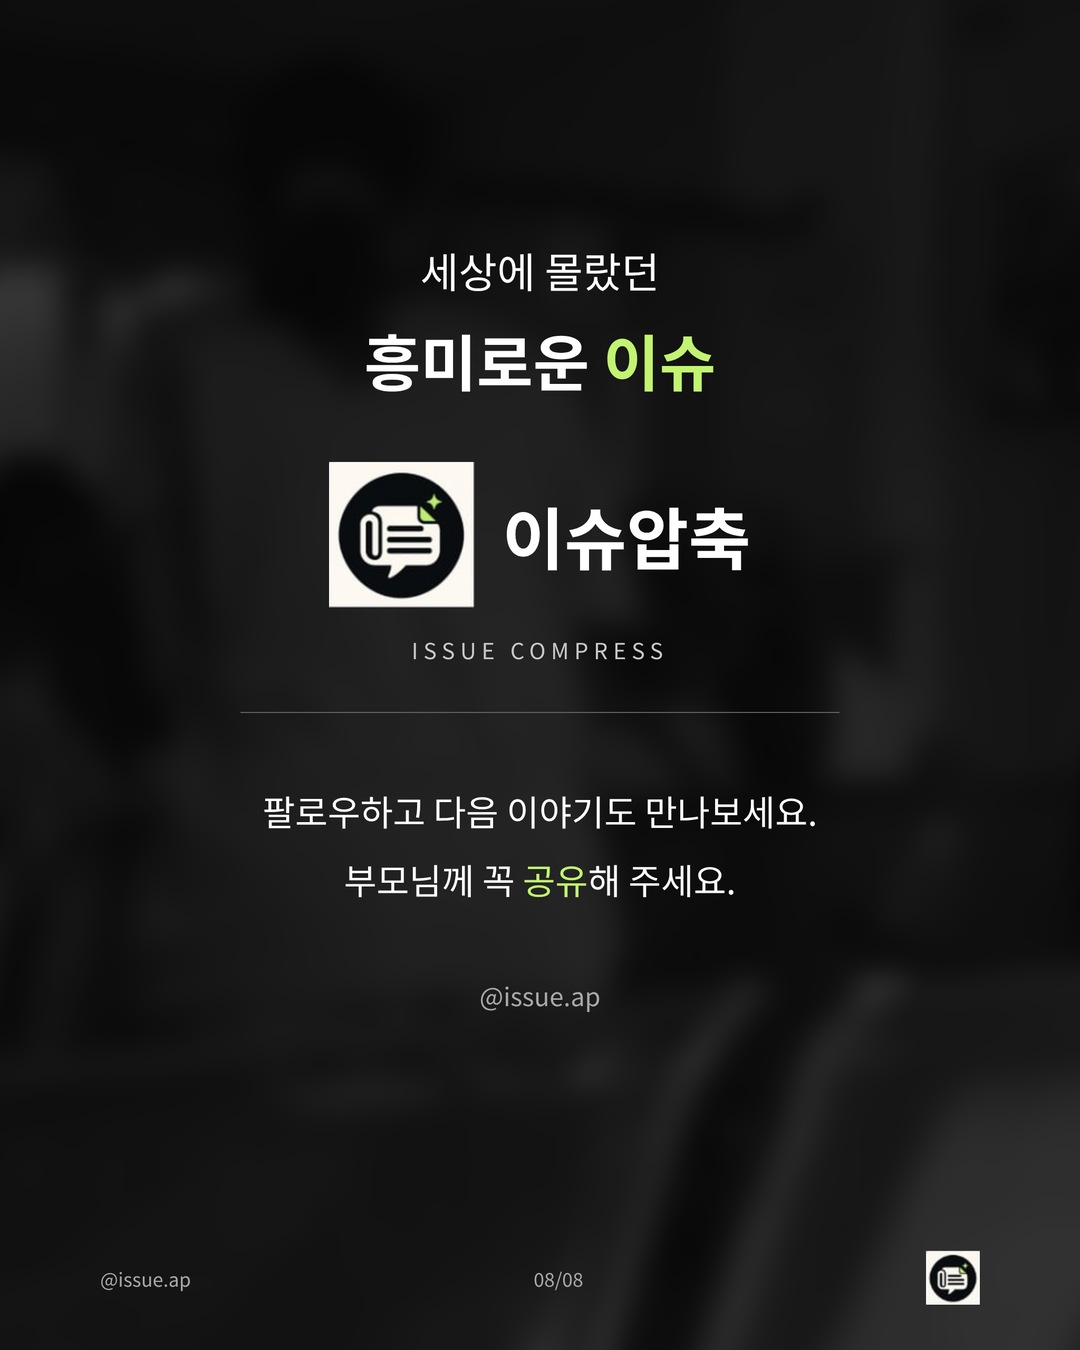 세상에 몰랐던
흥미로운 이슈
이슈압축
ISSUE COMPRESS
팔로우하고 다음 이야기도 만나보세요.
부모님께 꼭 공유해 주세요.
@issue.ap
@issue.ap
08/08